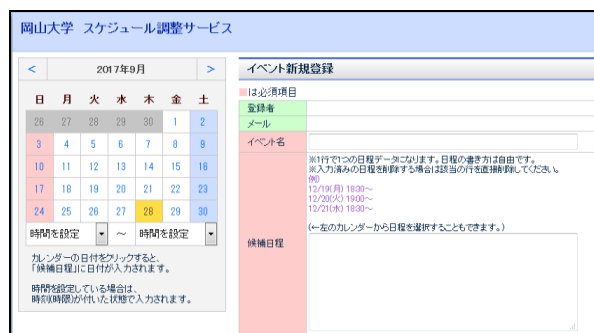 岡山大学 スケジュール調整サービス
< 2017年9月 >
日 月 火 水 木 金 土
26 27 28 29 30 1 2
3 4 5 6 7 8 9
10 11 12 13 14 15 16
17 18 19 20 21 22 23
24 25 26 27 28 29 30
時間を設定 ～ 時間を設定
カレンダーの日付をクリックすると、
「候補日程」に日付が入力されます。
時間を設定している場合は、
時刻(時限)が付いた状態で入力されます。
イベント新規登録
は必須項目
登録者
メール
イベント名
候補日程
※1行で1つの日程データになります。日程の書き方は自由です。
※入力済みの日程を削除する場合は該当の行を直接削除してください。
例)
12/19(月) 18:30～
12/20(火) 19:00～
12/21(水) 18:30～
(←左のカレンダーから日程を選択することもできます。)